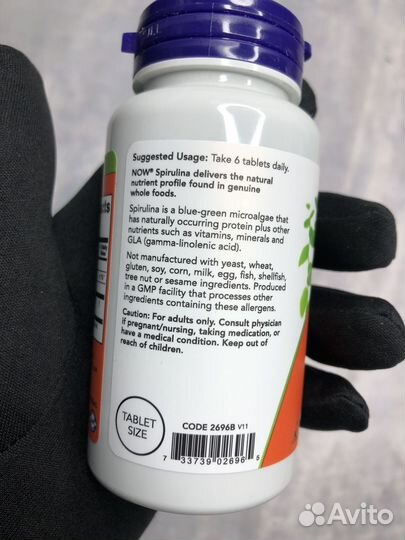 Suggested Usage: Take 6 tablets daily.
NOW® Spirulina delivers the natural
nutrient profile found in genuine
whole foods.
Spirulina is a blue-green microalgae that
has naturally occurring protein plus other
nutrients such as vitamins, minerals and
GLA (gamma-linolenic acid).
Not manufactured with yeast, wheat,
gluten, soy, corn, milk, egg, fish, shellfish,
tree nut or sesame ingredients. Produced
in a GMP facility that processes other
ingredients containing these allergens.
Caution: For adults only. Consult physician
if pregnant/nursing, taking medication, or
have a medical condition. Keep out of
reach of children.
TABLET
SIZE
CODE 2696B V11
7 33739 02696 5
Avito